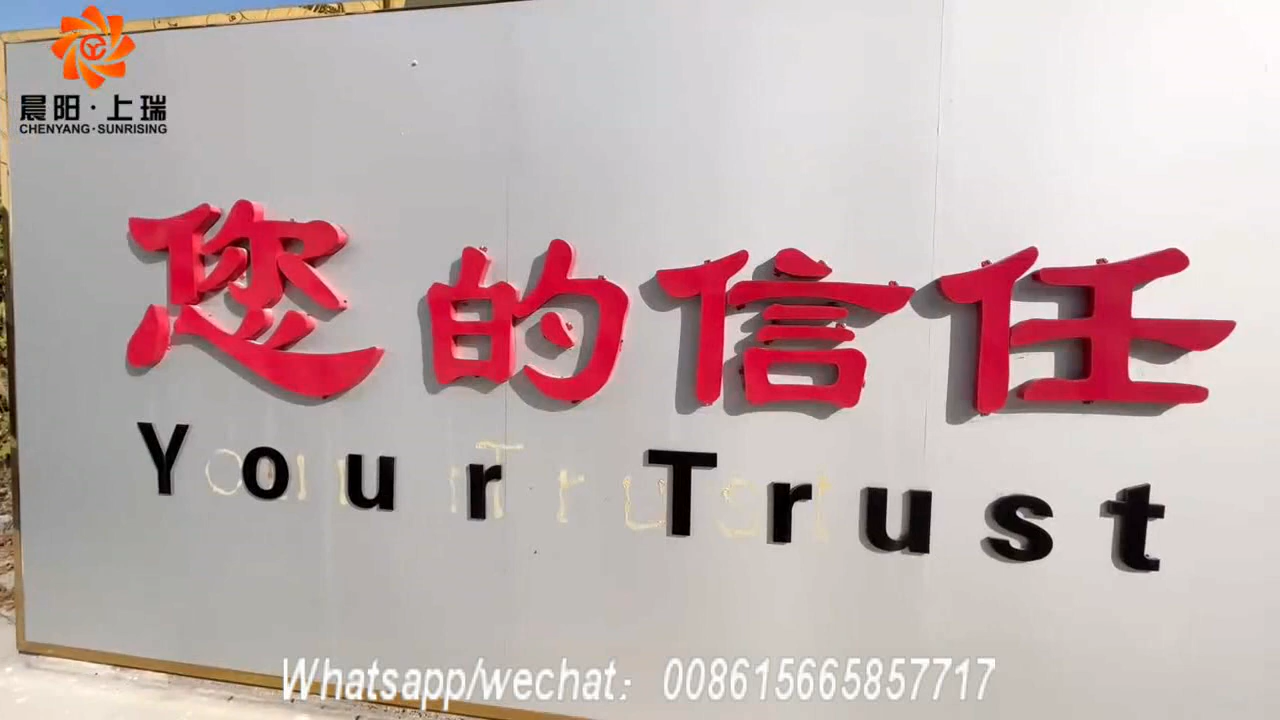 晨阳·上瑞
CHENYANG·SUNRISING
您的信任
Your Trust
Whatsapp/wechat：008615665857717